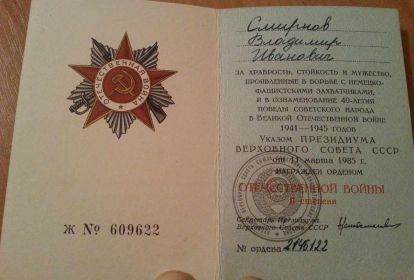 ОТЕЧЕСТВЕННАЯ ВОЙНА
Ж № 609622
Смирнов
Владимир
Иванович
ЗА ХРАБРОСТЬ, СТОЙКОСТЬ И МУЖЕСТВО,
ПРОЯВЛЕННЫЕ В БОРЬБЕ С НЕМЕЦКО-
ФАШИСТСКИМИ ЗАХВАТЧИКАМИ,
И В ОЗНАМЕНОВАНИЕ 40-ЛЕТИЯ
ПОБЕДЫ СОВЕТСКОГО НАРОДА
В ВЕЛИКОЙ ОТЕЧЕСТВЕННОЙ ВОЙНЕ
1941—1945 ГОДОВ
Указом ПРЕЗИДИУМА
ВЕРХОВНОГО СОВЕТА СССР
от 11 марта 1985 г.
НАГРАЖДЕН ОРДЕНОМ
ОТЕЧЕСТВЕННОЙ ВОЙНЫ
II степени
Секретарь Президиума
Верховного Совета СССР
№ ордена